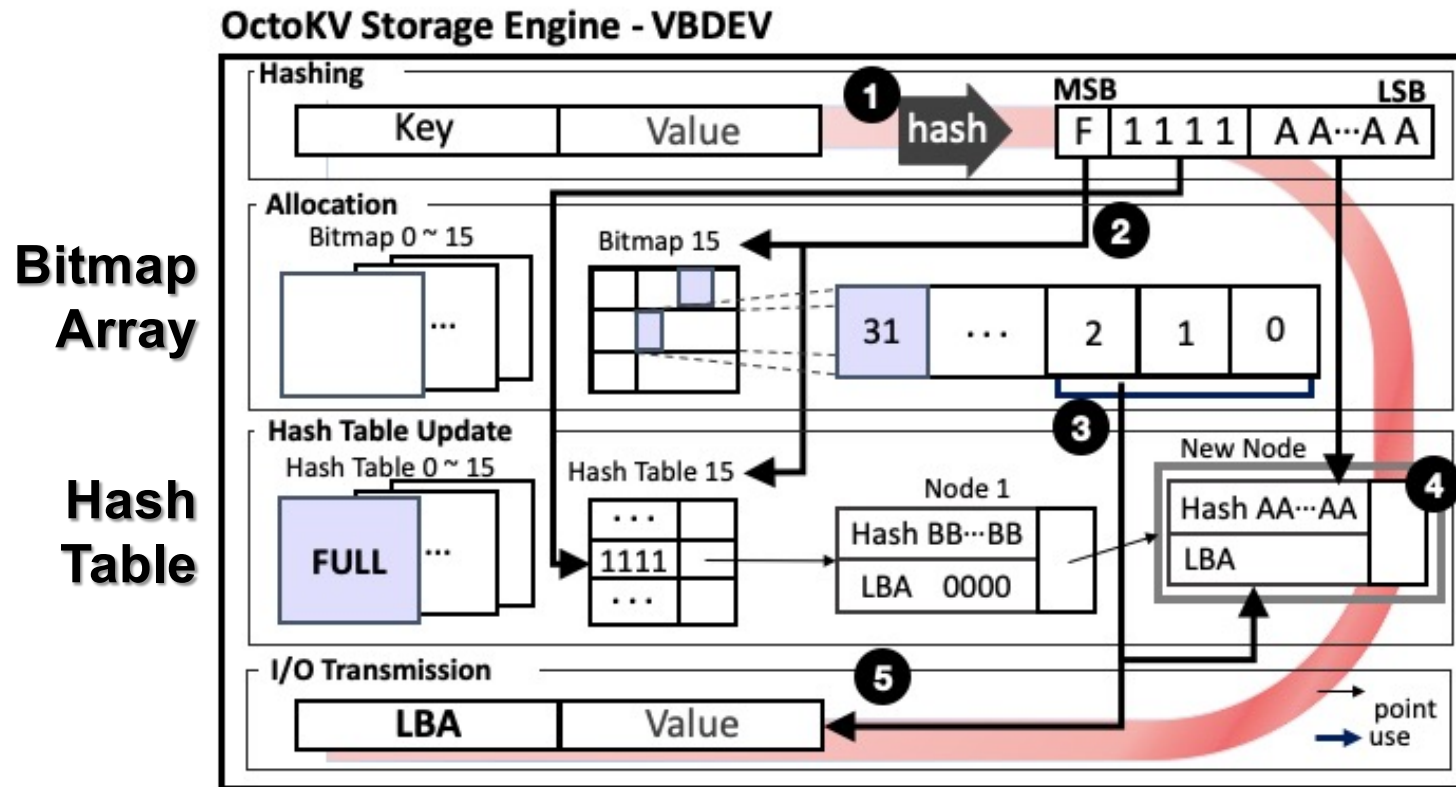 OctoKV Storage Engine - VBDEV
Hashing
Key
Value
1
hash
MSB
LSB
F
1 1 1 1
A A···A A
Bitmap
Array
Allocation
Bitmap 0 ~ 15
...
Bitmap 15
2
31
...
2
1
0
3
Hash
Table
Hash Table Update
Hash Table 0 ~ 15
FULL
...
Hash Table 15
...
1111
...
Node 1
Hash BB···BB
LBA 0000
New Node
4
Hash AA···AA
LBA
I/O Transmission
5
LBA
Value
point
use